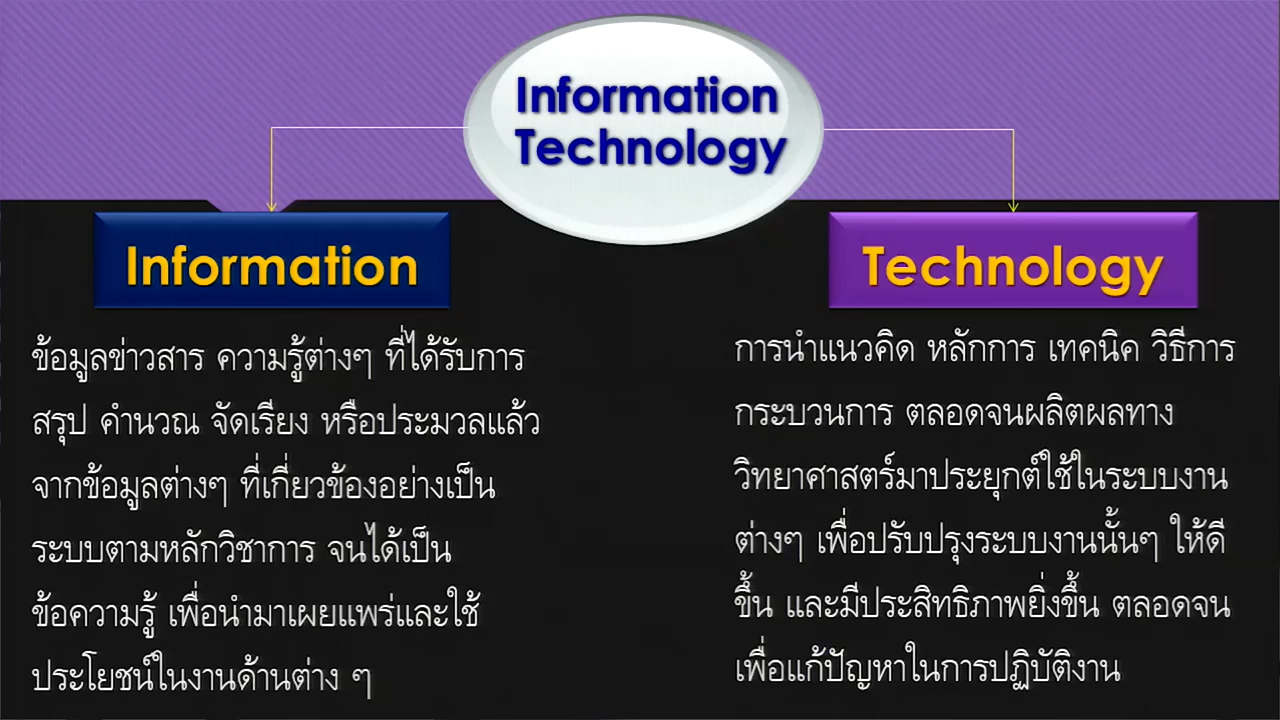 Information
Technology
Information
ข้อมูลข่าวสาร ความรู้ต่างๆ ที่ได้รับการ
สรุป คำนวณ จัดเรียง หรือประมวลแล้ว
จากข้อมูลต่างๆ ที่เกี่ยวข้องอย่างเป็น
ระบบตามหลักวิชาการ จนได้เป็น
ข้อความรู้ เพื่อนำมาเผยแพร่และใช้
ประโยชน์ในงานด้านต่าง ๆ
Technology
การนำแนวคิด หลักการ เทคนิค วิธีการ
กระบวนการ ตลอดจนผลิตผลทาง
วิทยาศาสตร์มาประยุกต์ใช้ในระบบงาน
ต่างๆ เพื่อปรับปรุงระบบงานนั้นๆ ให้ดี
ขึ้น และมีประสิทธิภาพยิ่งขึ้น ตลอดจน
เพื่อแก้ปัญหาในการปฏิบัติงาน